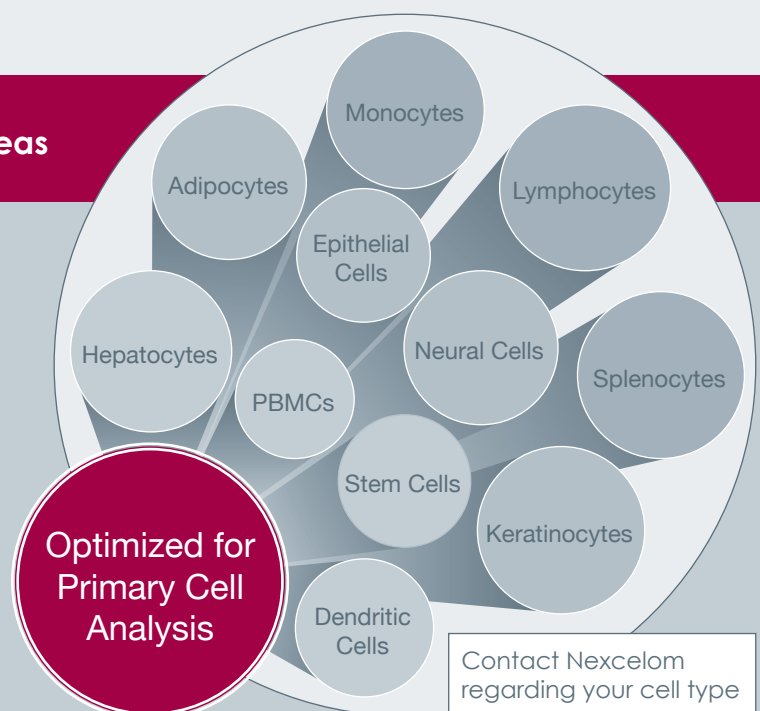 eas
Monocytes
Adipocytes
Lymphocytes
Epithelial
Cells
Hepatocytes
Neural Cells
Splenocytes
PBMCs
Stem Cells
Keratinocytes
Optimized for
Primary Cell
Analysis
Dendritic
Cells
Contact Nexcelom
regarding your cell type